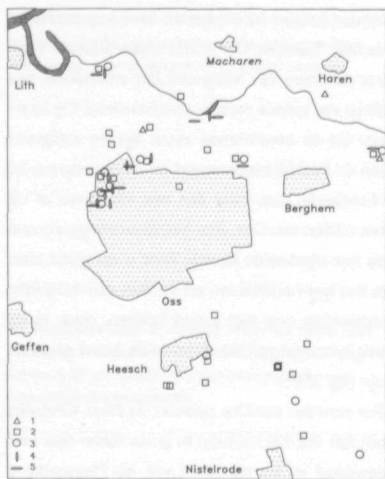 Macharen
Lith
Haren
Berghem
Oss
Geffen
Heesch
Nistelrode
1
2
3
4
5